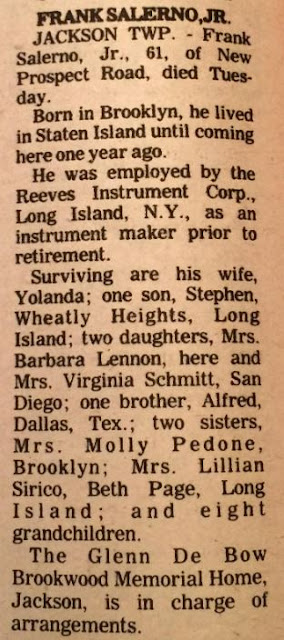 FRANK SALERNO, JR.
JACKSON TWP. - Frank
Salerno, Jr., 61, of New
Prospect Road, died Tues-
day.
Born in Brooklyn, he lived
in Staten Island until coming
here one year ago.
He was employed by the
Reeves Instrument Corp.,
Long Island, N.Y., as an
instrument maker prior to
retirement.
Surviving are his wife,
Yolanda; one son, Stephen,
Wheatly Heights, Long
Island; two daughters, Mrs.
Barbara Lennon, here and
Mrs. Virginia Schmitt, San
Diego; one brother, Alfred,
Dallas, Tex.; two sisters,
Mrs. Molly Pedone,
Brooklyn; Mrs. Lillian
Sirico, Beth Page, Long
Island; and eight
grandchildren.
The Glenn De Bow
Brookwood Memorial Home,
Jackson, is in charge of
arrangements.